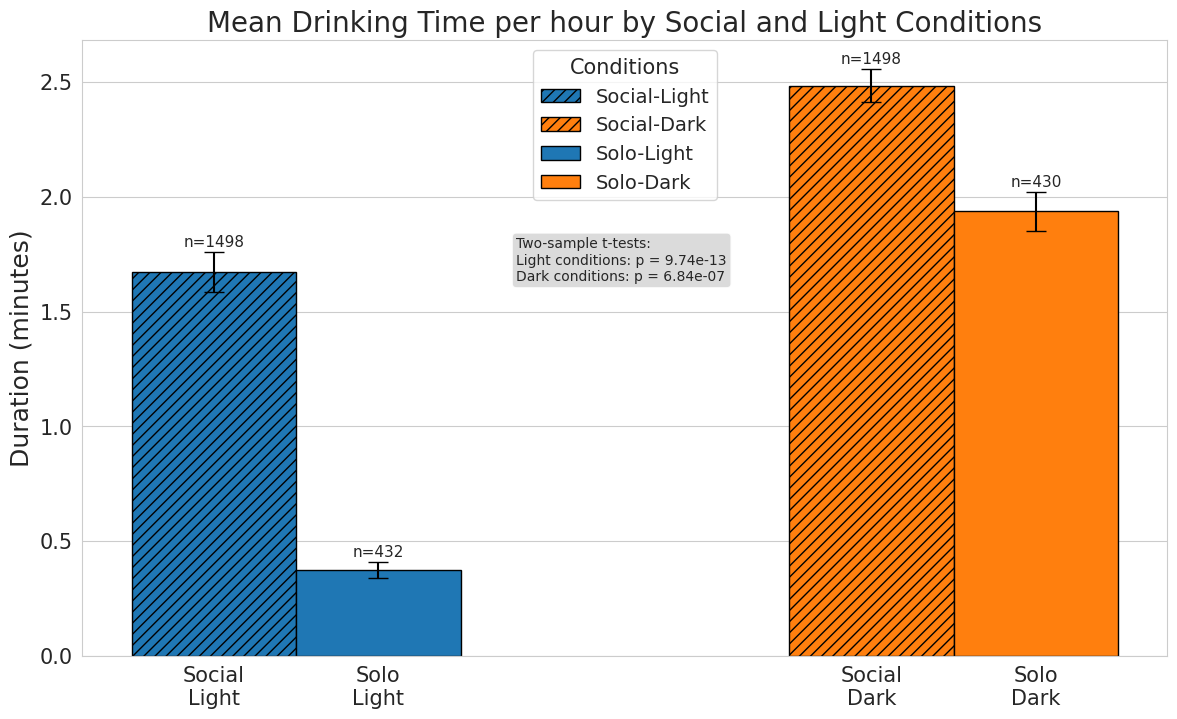 Mean Drinking Time per hour by Social and Light Conditions
Duration (minutes)
2.5
2.0
1.5
1.0
0.5
0.0
Conditions
Social-Light
Social-Dark
Solo-Light
Solo-Dark
Two-sample t-tests:
Light conditions: p = 9.74e-13
Dark conditions: p = 6.84e-07
n=1498
n=432
n=1498
n=430
Social
Light
Solo
Light
Social
Dark
Solo
Dark